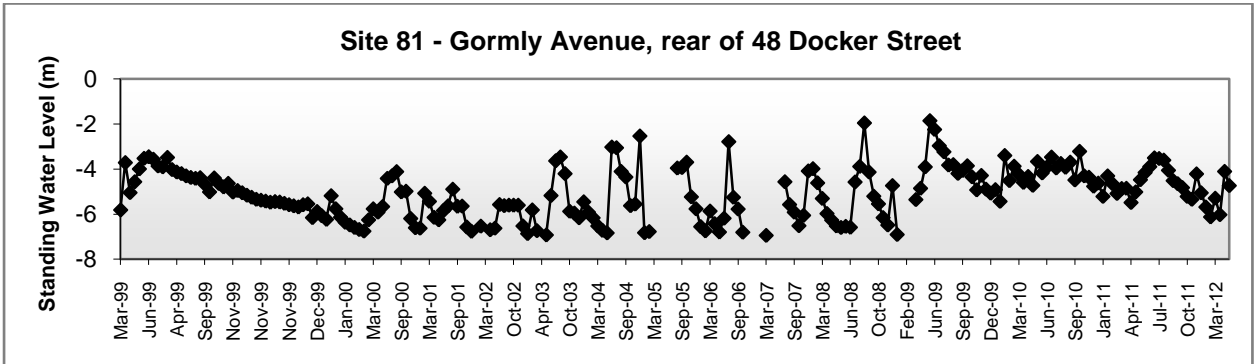 Site 81 - Gormly Avenue, rear of 48 Docker Street
Standing Water Level (m)
0
-2
-4
-6
-8
Mar-99
Jun-99
Apr-99
Sep-99
Nov-99
Nov-99
Nov-99
Dec-99
Jan-00
Mar-00
Sep-00
Mar-01
Sep-01
Mar-02
Oct-02
Apr-03
Oct-03
Mar-04
Sep-04
Mar-05
Sep-05
Mar-06
Sep-06
Mar-07
Sep-07
Mar-08
Jun-08
Oct-08
Feb-09
Jun-09
Sep-09
Dec-09
Mar-10
Jun-10
Sep-10
Jan-11
Apr-11
Jul-11
Oct-11
Mar-12